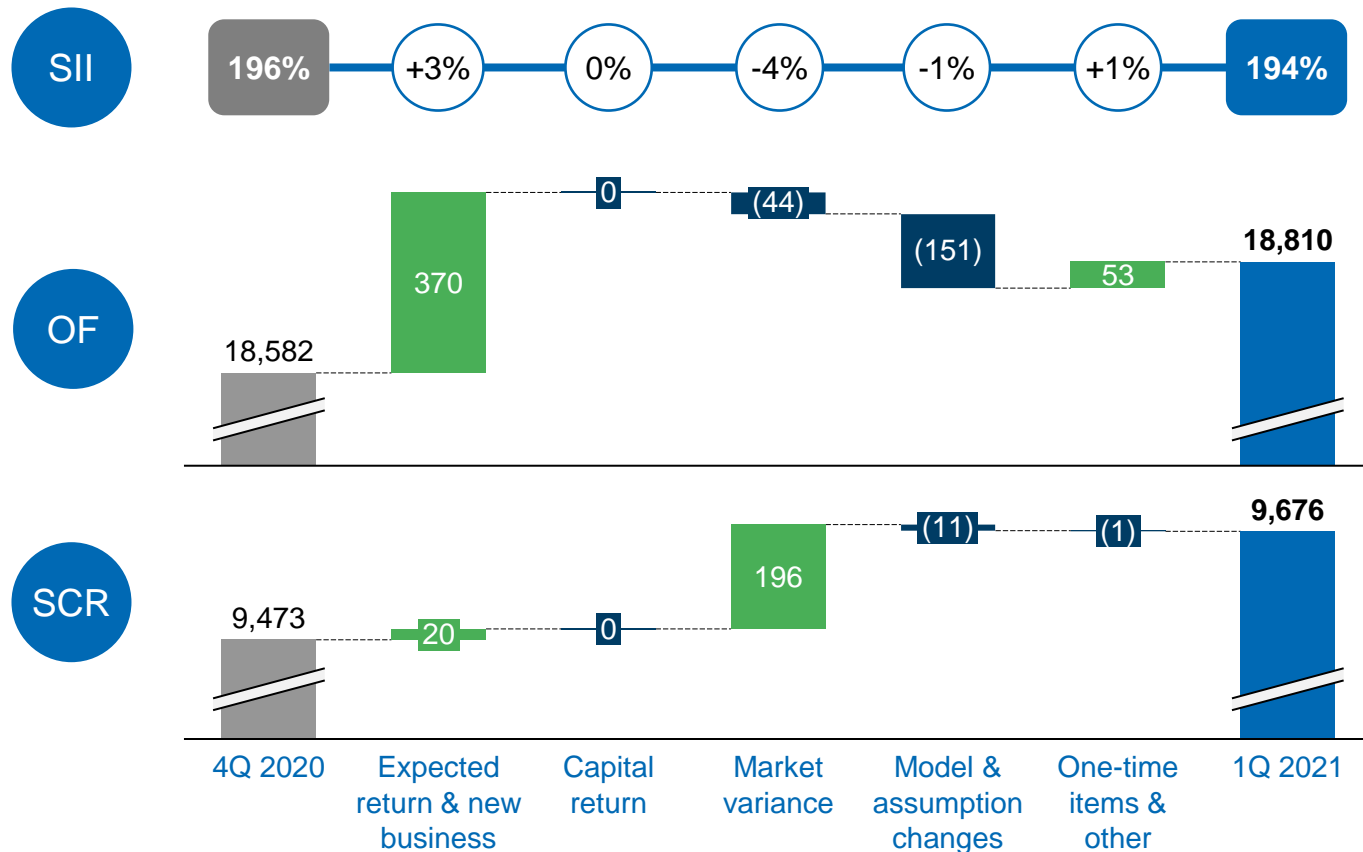 SII
196%
+3%
0%
-4%
-1%
+1%
194%
OF
18,582
370
0
(44)
(151)
53
18,810
SCR
9,473
20
0
196
(11)
(1)
9,676
4Q 2020
Expected
return & new
business
Capital
return
Market
variance
Model &
assumption
changes
One-time
items &
other
1Q 2021